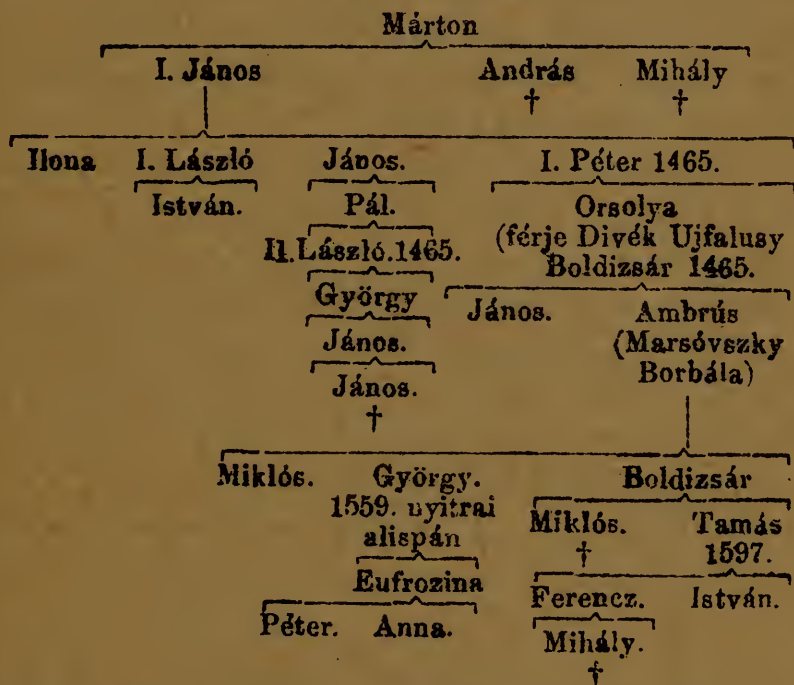 Márton
I. János András Mihály
† †
Ilona I. László János. I. Péter 1465.
István. Pál. Orsolya
II. László. 1465. (férje Divék Ujfalusy
Boldizsár 1465.
György János. Ambrús
János. (Marsóvszky
Borbála)
János.
†
Miklós. György. Boldizsár
1559. nyitrai
alispán Miklós. Tamás
† 1597.
Eufrozina Ferencz. István.
Péter. Anna. Mihály.
†